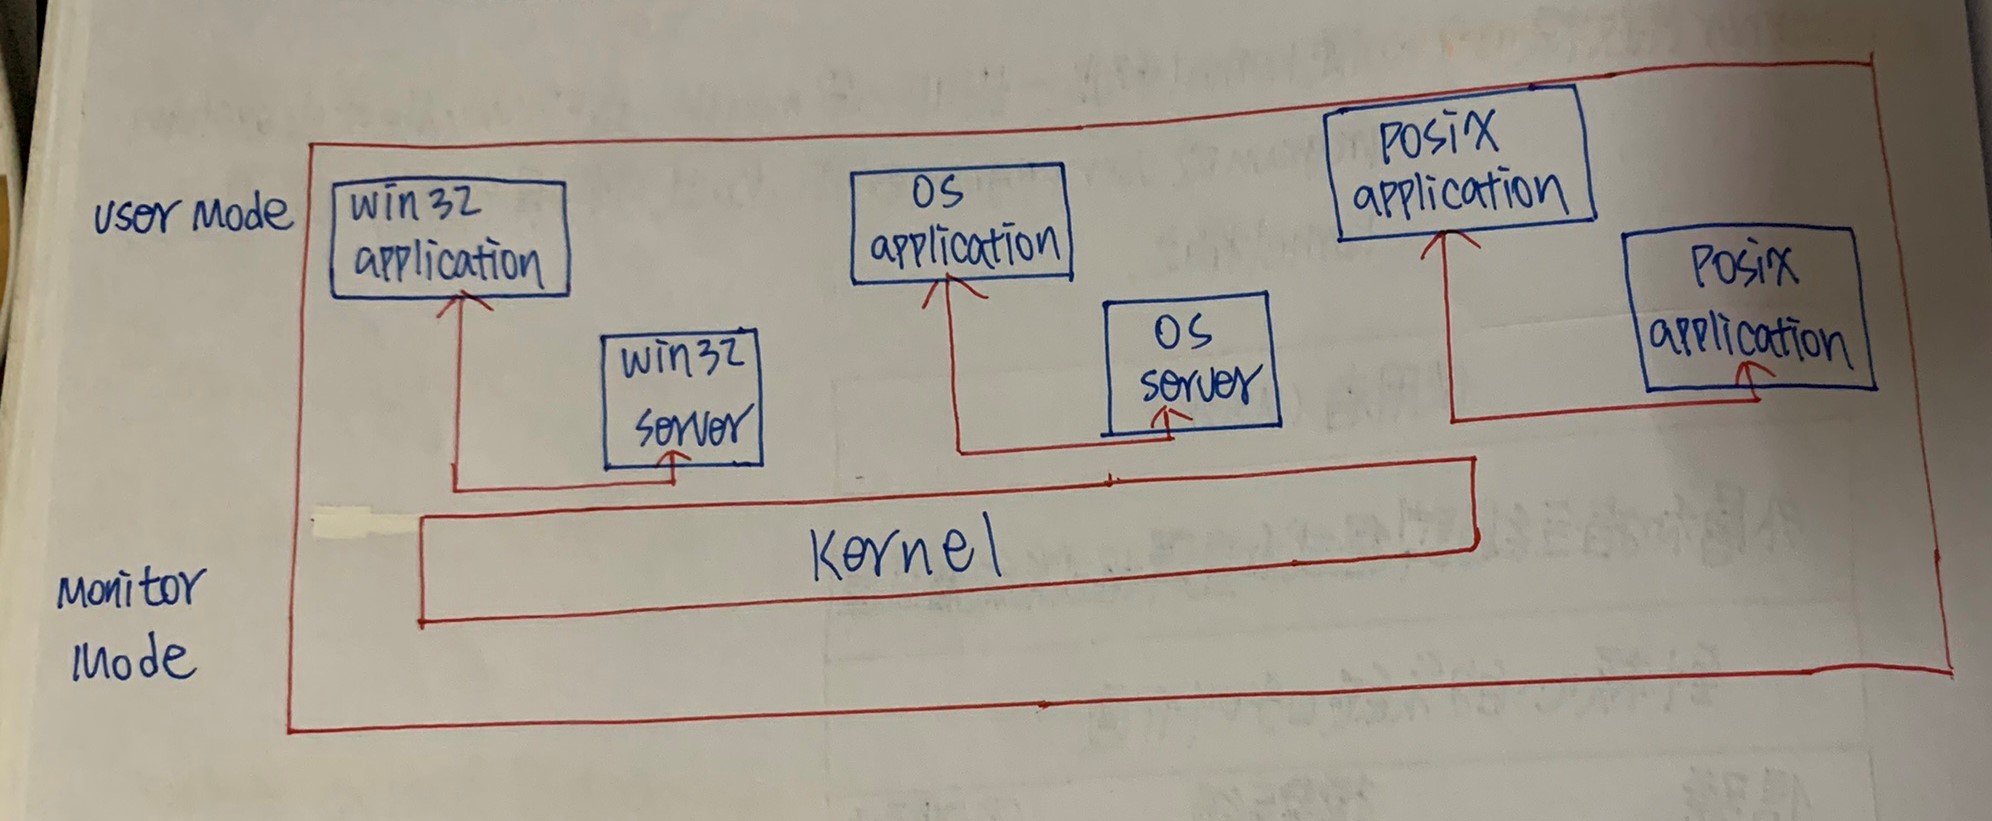 user mode
win32
application
OS
application
POSiX
application
POSiX
application
win32
server
OS
server
Kernel
Monitor
Mode